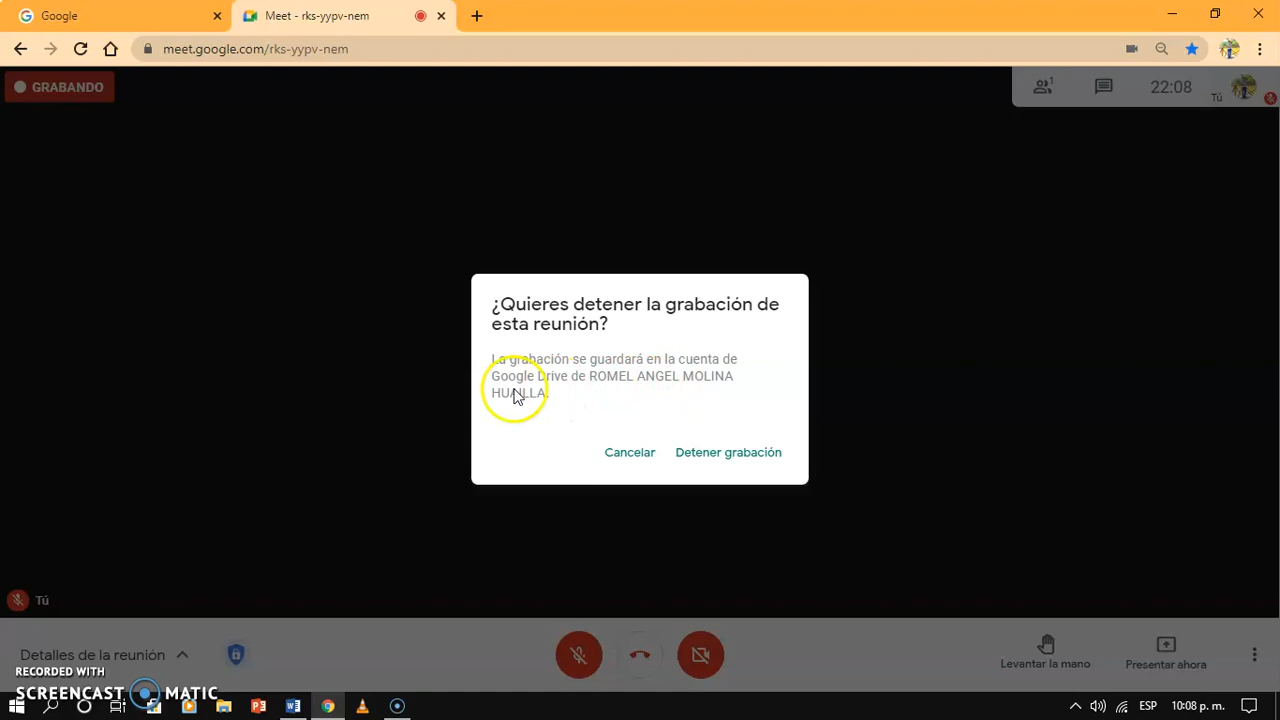 Google
Meet - rks-yypv-nem
meet.google.com/rks-yypv-nem
GRABANDO
1
22:08
Tú
¿Quieres detener la grabación de
esta reunión?
La grabación se guardará en la cuenta de
Google Drive de ROMEL ANGEL MOLINA
Cancelar
Detener grabación
Tú
Detalles de la reunión
Levantar la mano
Presentar ahora
RECORDED WITH
SCREENCAST MATIC
ESP
10:08 p. m.